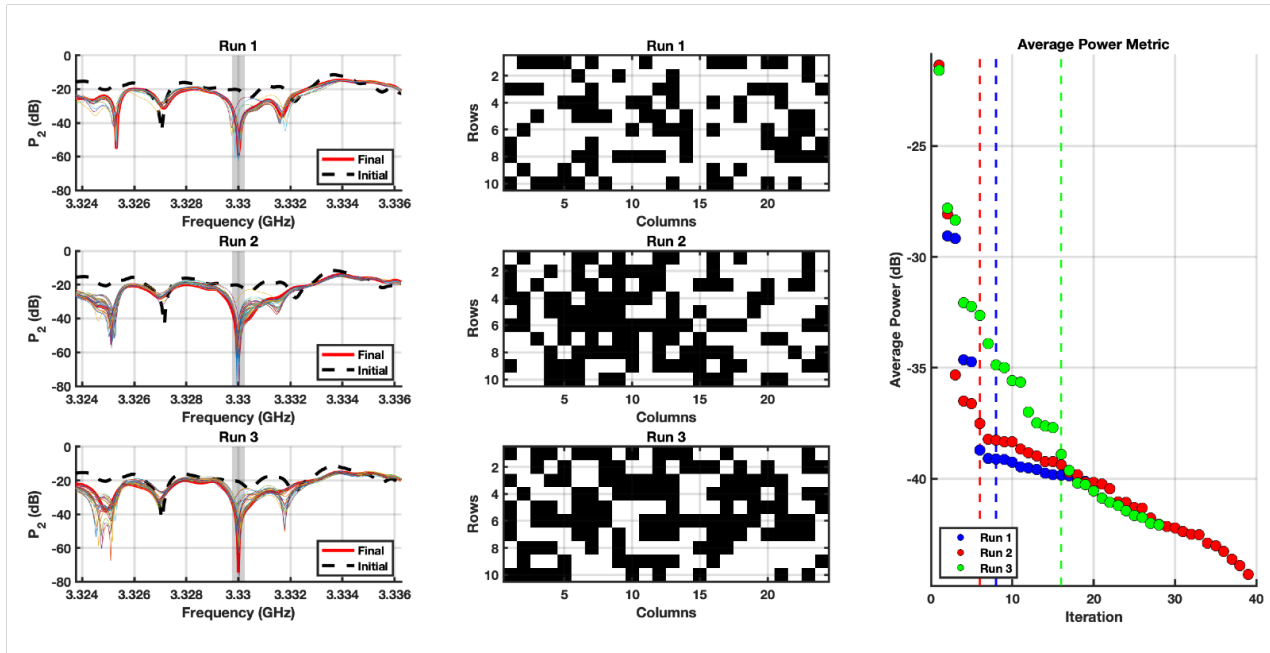 Run 1
0
-20
-40
-60
-80
P2 (dB)
Final
Initial
3.324 3.326 3.328 3.33 3.332 3.334 3.336
Frequency (GHz)
Run 2
0
-20
-40
-60
-80
P2 (dB)
Final
Initial
3.324 3.326 3.328 3.33 3.332 3.334 3.336
Frequency (GHz)
Run 3
0
-20
-40
-60
-80
P2 (dB)
Final
Initial
3.324 3.326 3.328 3.33 3.332 3.334 3.336
Frequency (GHz)
Run 1
2
4
6
8
10
Rows
5 10 15 20
Columns
Run 2
2
4
6
8
10
Rows
5 10 15 20
Columns
Run 3
2
4
6
8
10
Rows
5 10 15 20
Columns
Average Power Metric
-25
-30
-35
-40
Average Power (dB)
Run 1
Run 2
Run 3
0 10 20 30 40
Iteration